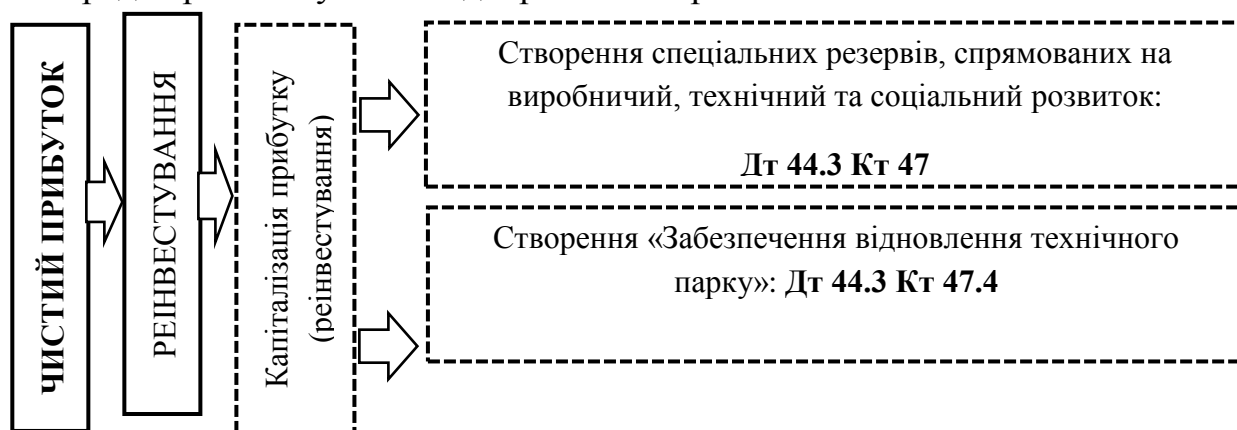 ЧИСТИЙ ПРИБУТОК
РЕІНВЕСТУВАННЯ
Капіталізація прибутку
(реінвестування)
Створення спеціальних резервів, спрямованих на
виробничий, технічний та соціальний розвиток:
Дт 44.3 Кт 47
Створення «Забезпечення відновлення технічного
парку»: Дт 44.3 Кт 47.4